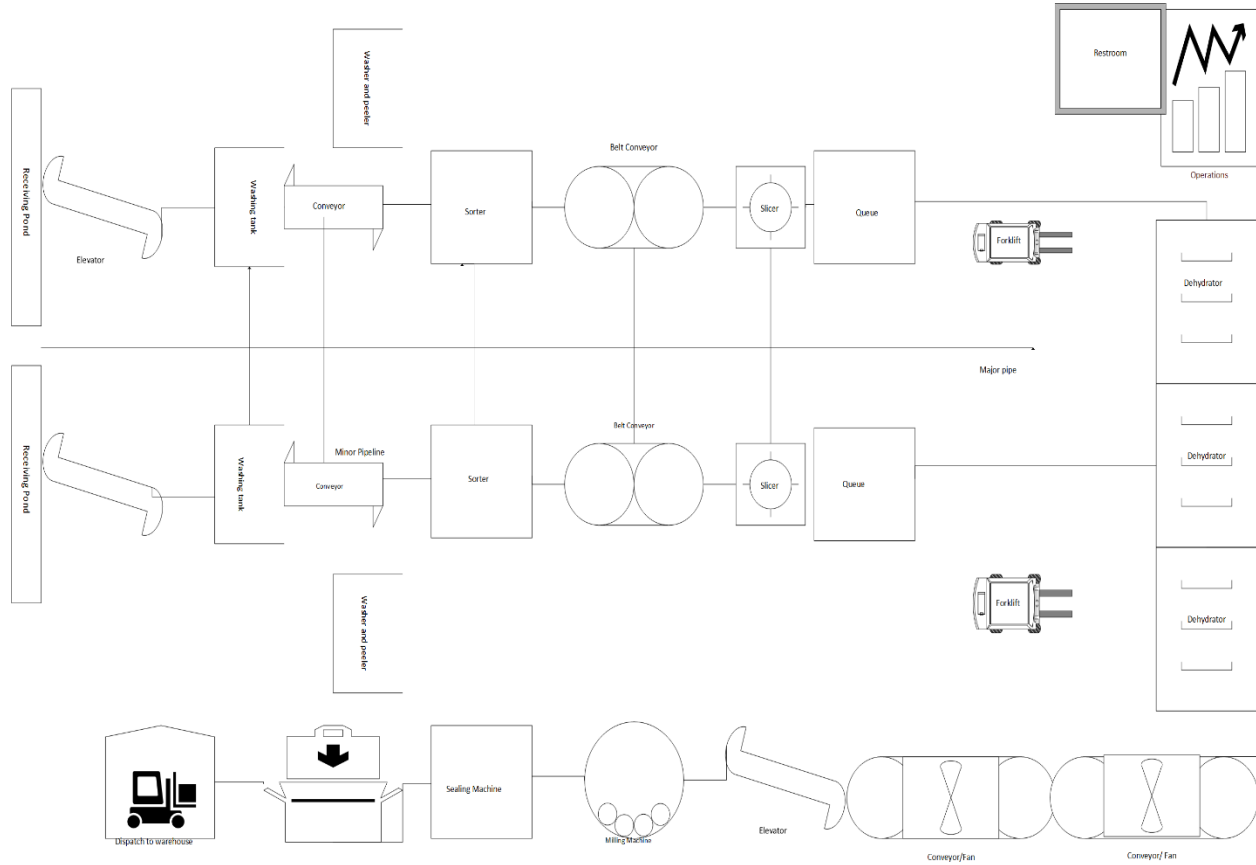 Restroom
Operations
Washer and peeler
Receiving Pond
Elevator
Washing tank
Conveyor
Sorter
Belt Conveyor
Slicer
Queue
Forklift
Dehydrator
Major pipe
Receiving Pond
Washing tank
Minor Pipeline
Conveyor
Sorter
Belt Conveyor
Slicer
Queue
Dehydrator
Forklift
Dehydrator
Washer and peeler
Dispatch to warehouse
Sealing Machine
Milling Machine
Elevator
Conveyor/Fan
Conveyor/ Fan